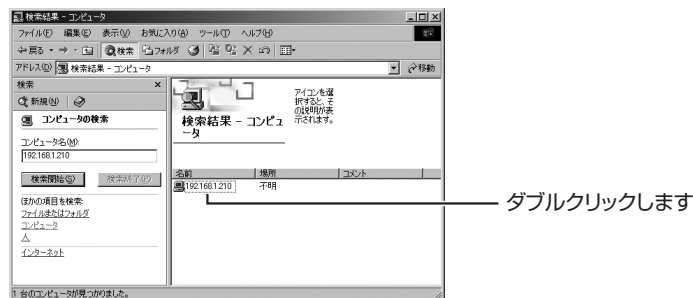 検索結果 - コンピュータ
ファイル(F) 編集(E) 表示(V) お気に入り(A) ツール(T) ヘルプ(H)
戻る 検索 フォルダ
アドレス(D) 検索結果 - コンピュータ 移動
検索 ×
新規(N)
コンピュータの検索
コンピュータ名(M):
192.168.1.210
検索開始(S) 検索終了(P)
ほかの項目を検索:
ファイルまたはフォルダ
コンピュータ
人
インターネット
検索結果 - コンピュ
ータ
アイコンを選
択すると、そ
の説明が表
示されます。
名前 場所 コメント
192.168.1.210 不明
1 台のコンピュータが見つかりました。
ダブルクリックします